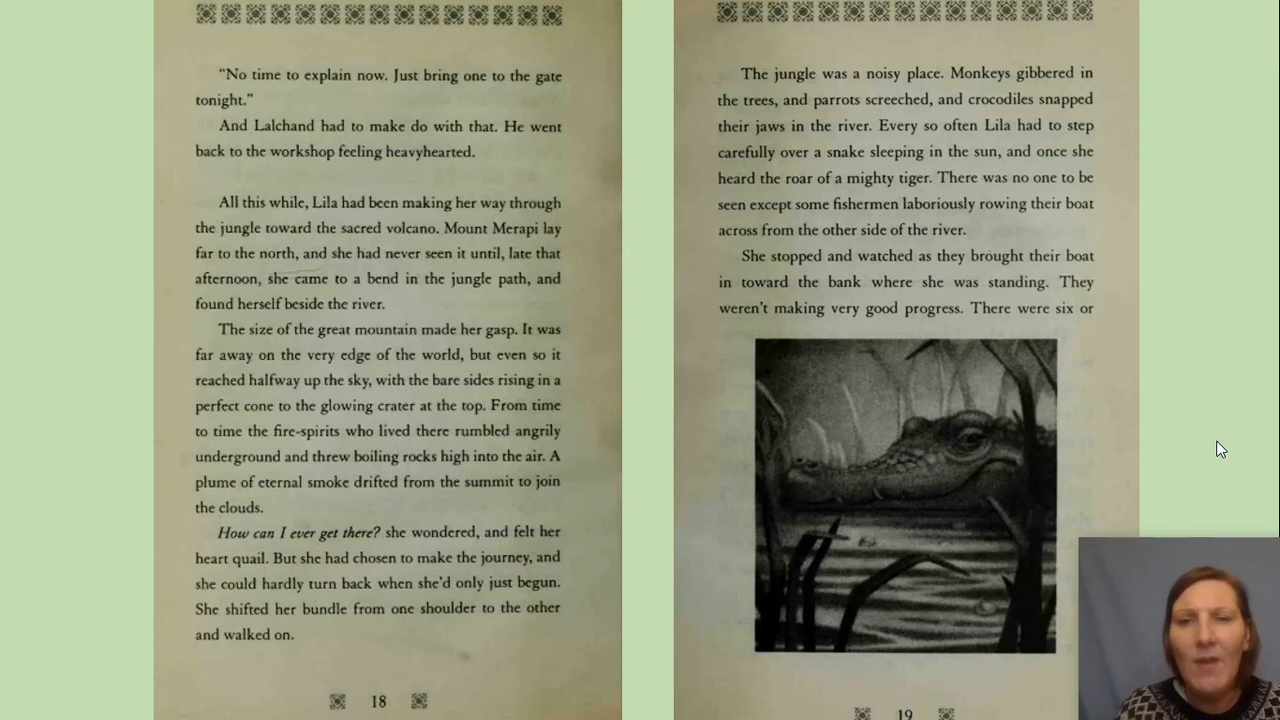 “No time to explain now. Just bring one to the gate
tonight.”
And Lalchand had to make do with that. He went
back to the workshop feeling heavyhearted.
All this while, Lila had been making her way through
the jungle toward the sacred volcano. Mount Merapi lay
far to the north, and she had never seen it until, late that
afternoon, she came to a bend in the jungle path, and
found herself beside the river.
The size of the great mountain made her gasp. It was
far away on the very edge of the world, but even so it
reached halfway up the sky, with the bare sides rising in a
perfect cone to the glowing crater at the top. From time
to time the fire-spirits who lived there rumbled angrily
underground and threw boiling rocks high into the air. A
plume of eternal smoke drifted from the summit to join
the clouds.
How can I ever get there? she wondered, and felt her
heart quail. But she had chosen to make the journey, and
she could hardly turn back when she’d only just begun.
She shifted her bundle from one shoulder to the other
and walked on.
18
The jungle was a noisy place. Monkeys gibbered in
the trees, and parrots screeched, and crocodiles snapped
their jaws in the river. Every so often Lila had to step
carefully over a snake sleeping in the sun, and once she
heard the roar of a mighty tiger. There was no one to be
seen except some fishermen laboriously rowing their boat
across from the other side of the river.
She stopped and watched as they brought their boat
in toward the bank where she was standing. They
weren’t making very good progress. There were six or
19